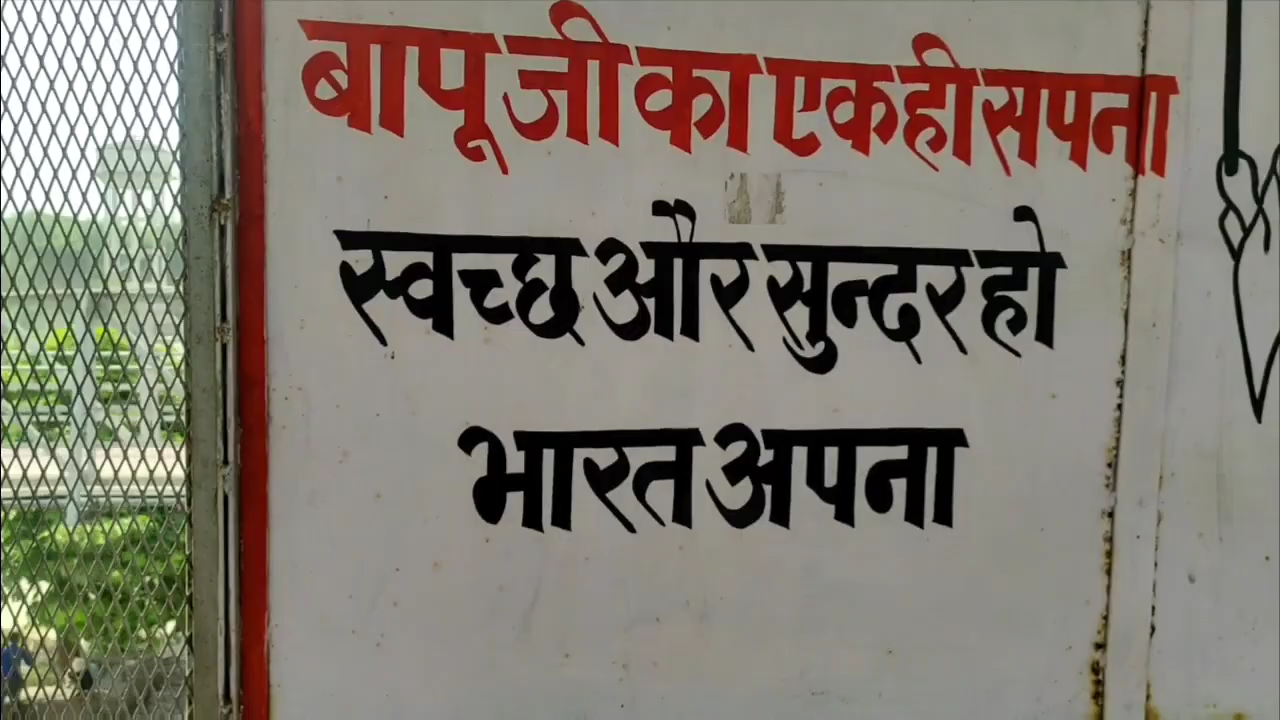 बापू जी का एक ही सपना
स्वच्छ और सुन्दर हो
भारत अपना